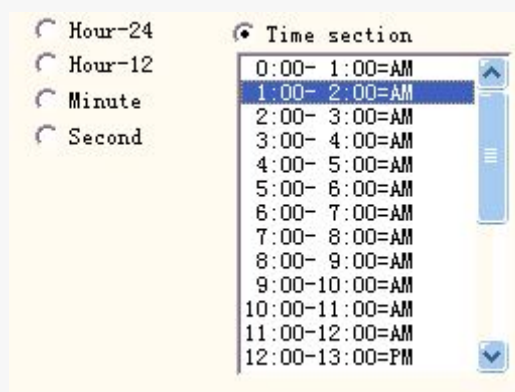 Hour-24
Hour-12
Minute
Second
Time section
0:00- 1:00=AM
1:00- 2:00=AM
2:00- 3:00=AM
3:00- 4:00=AM
4:00- 5:00=AM
5:00- 6:00=AM
6:00- 7:00=AM
7:00- 8:00=AM
8:00- 9:00=AM
9:00-10:00=AM
10:00-11:00=AM
11:00-12:00=AM
12:00-13:00=PM